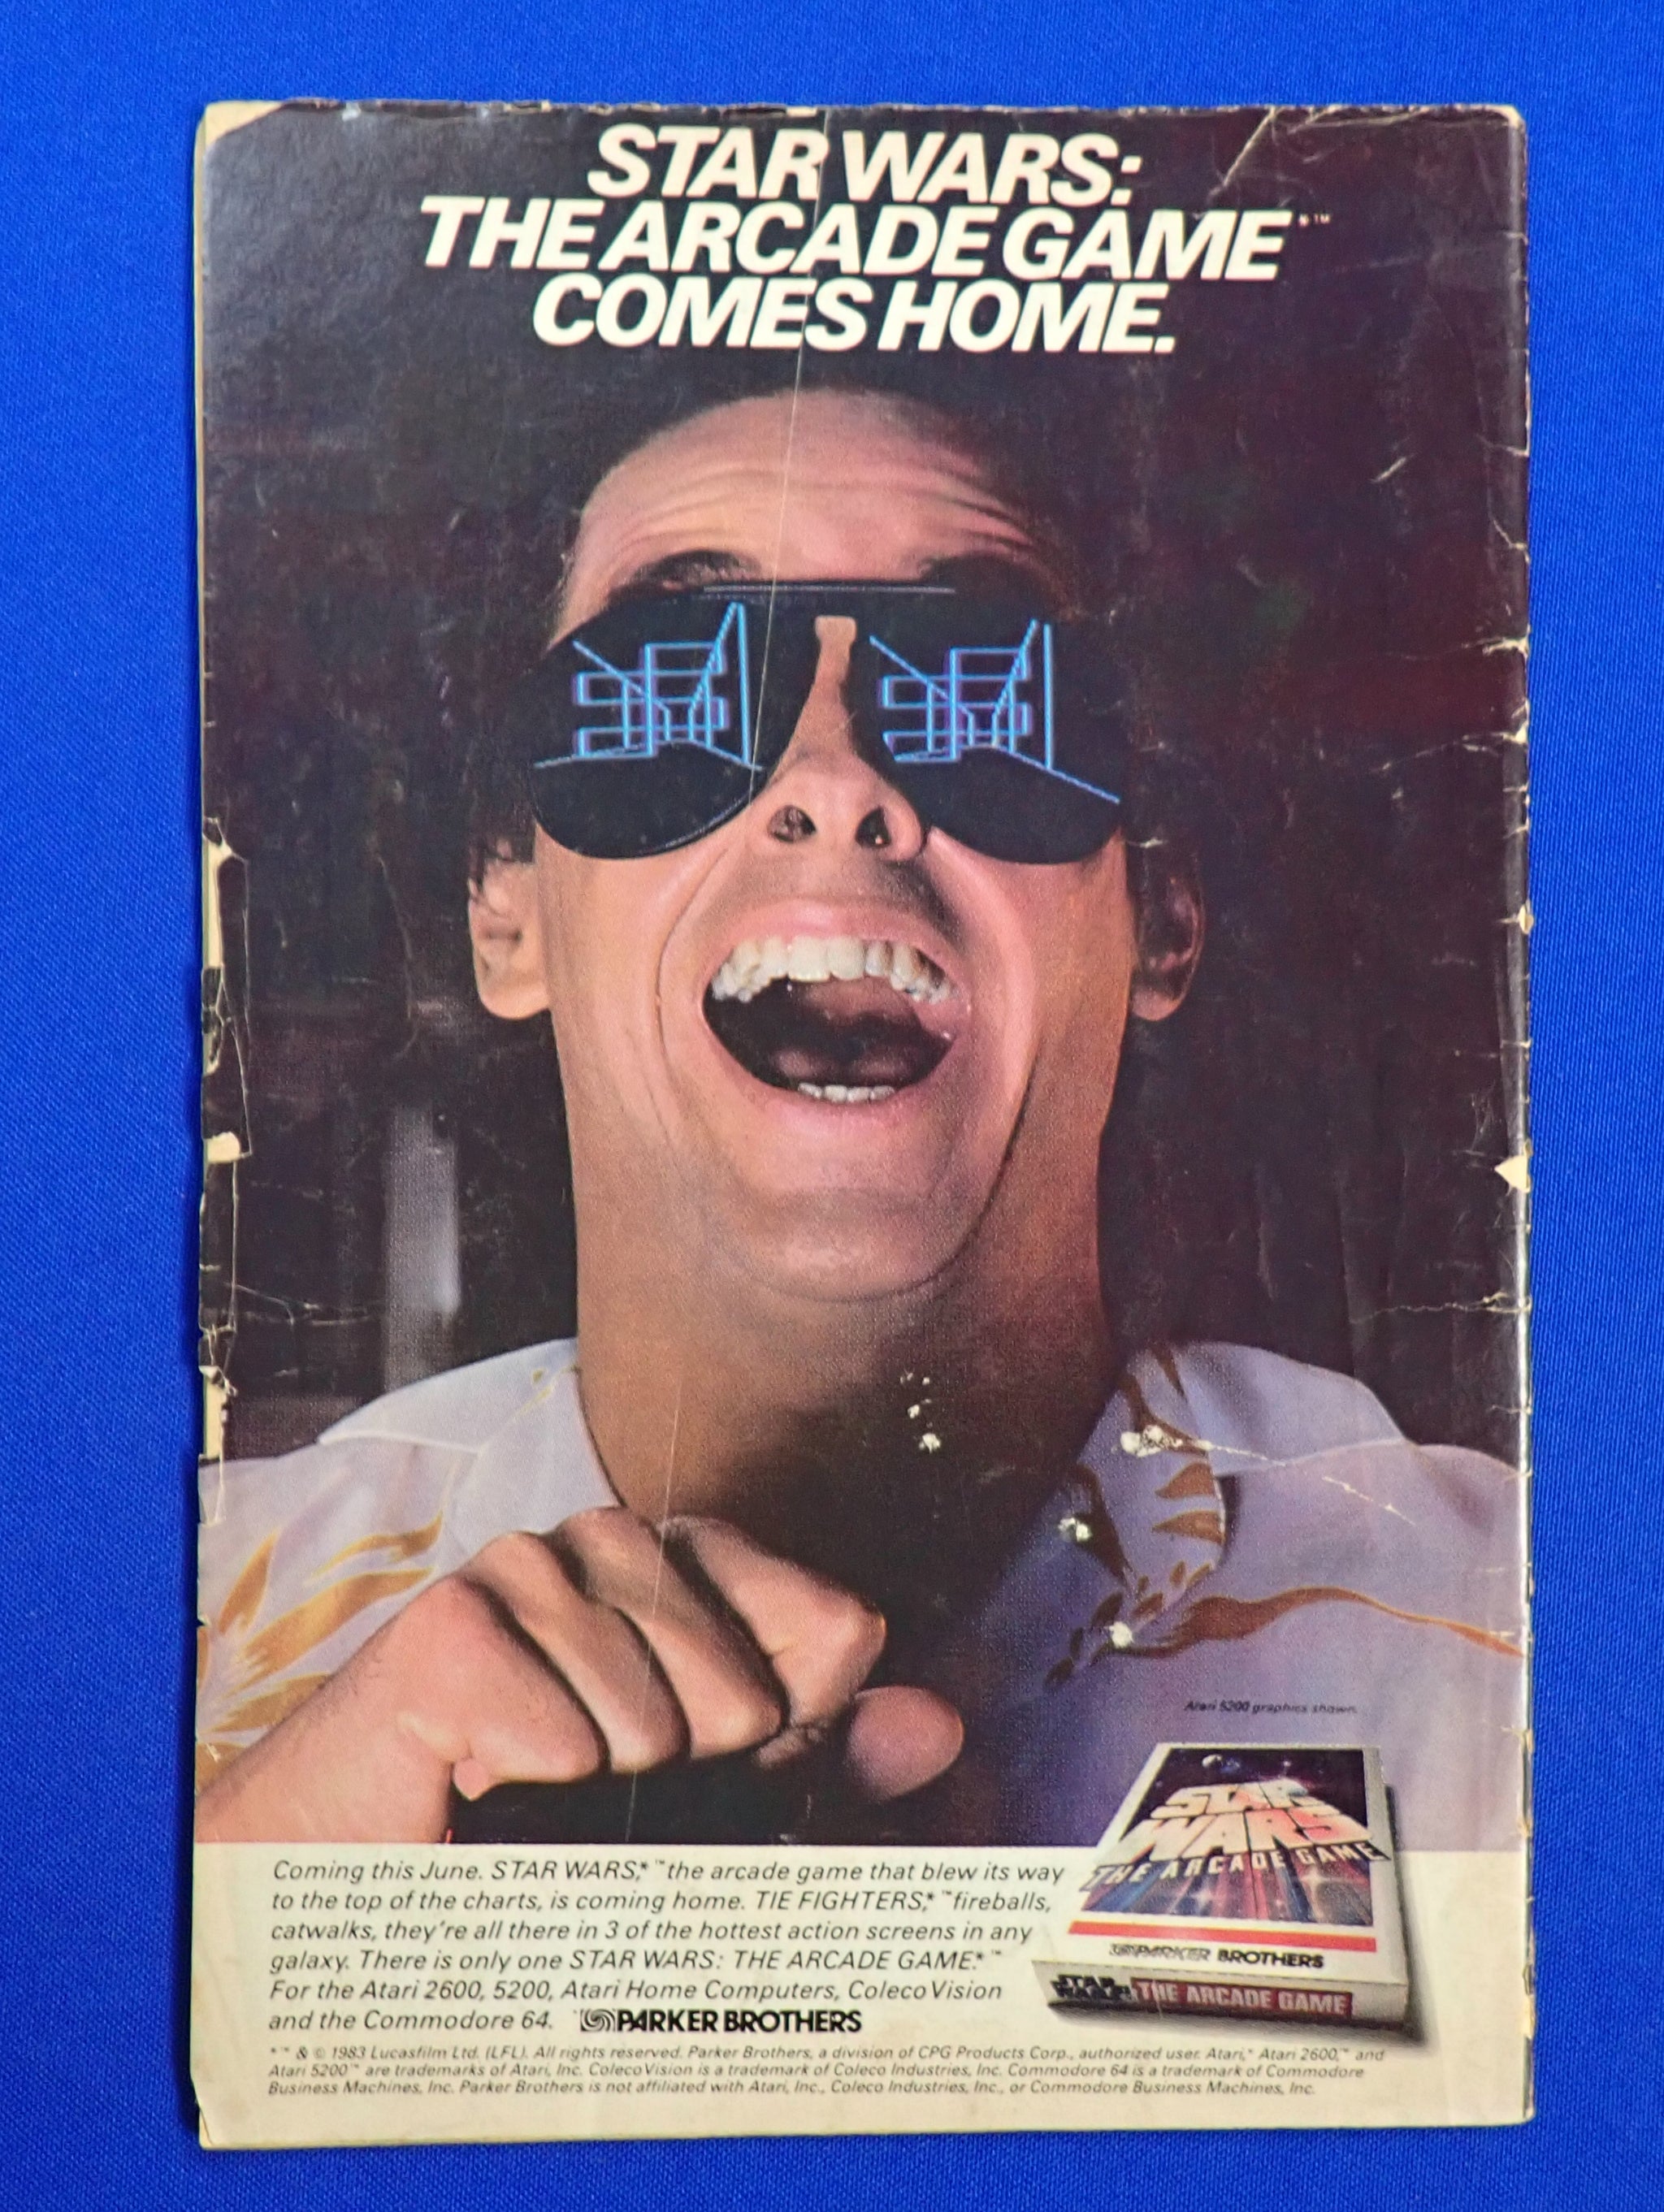 STAR WARS:
THE ARCADE GAME*™
COMES HOME.
Atari 5200 graphics shown.
STAR
WARS
THE ARCADE GAME
PARKER BROTHERS
STAR WARS THE ARCADE GAME
Coming this June. STAR WARS,*™ the arcade game that blew its way
to the top of the charts, is coming home. TIE FIGHTERS,*™ fireballs,
catwalks, they're all there in 3 of the hottest action screens in any
galaxy. There is only one STAR WARS: THE ARCADE GAME.*™
For the Atari 2600, 5200, Atari Home Computers, ColecoVision
and the Commodore 64. PARKER BROTHERS
*™ & © 1983 Lucasfilm Ltd. (LFL). All rights reserved. Parker Brothers, a division of CPG Products Corp., authorized user. Atari,* Atari 2600,™ and
Atari 5200™ are trademarks of Atari, Inc. ColecoVision is a trademark of Coleco Industries, Inc. Commodore 64 is a trademark of Commodore
Business Machines, Inc. Parker Brothers is not affiliated with Atari, Inc., Coleco Industries, Inc., or Commodore Business Machines, Inc.